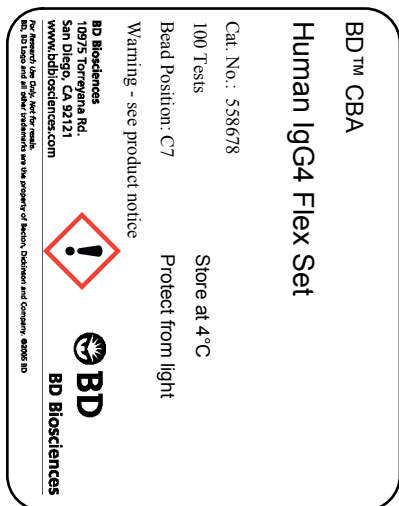 BD™ CBA
Human IgG4 Flex Set
Cat. No.: 558678
100 Tests Store at 4°C
Bead Position: C7 Protect from light
Warning - see product notice
BD Biosciences
10975 Torreyana Rd.
San Diego, CA 92121
www.bdbiosciences.com
BD
BD Biosciences
For Research Use Only. Not for resale.
BD, BD Logo and all other trademarks are the property of Becton, Dickinson and Company. ©2005 BD